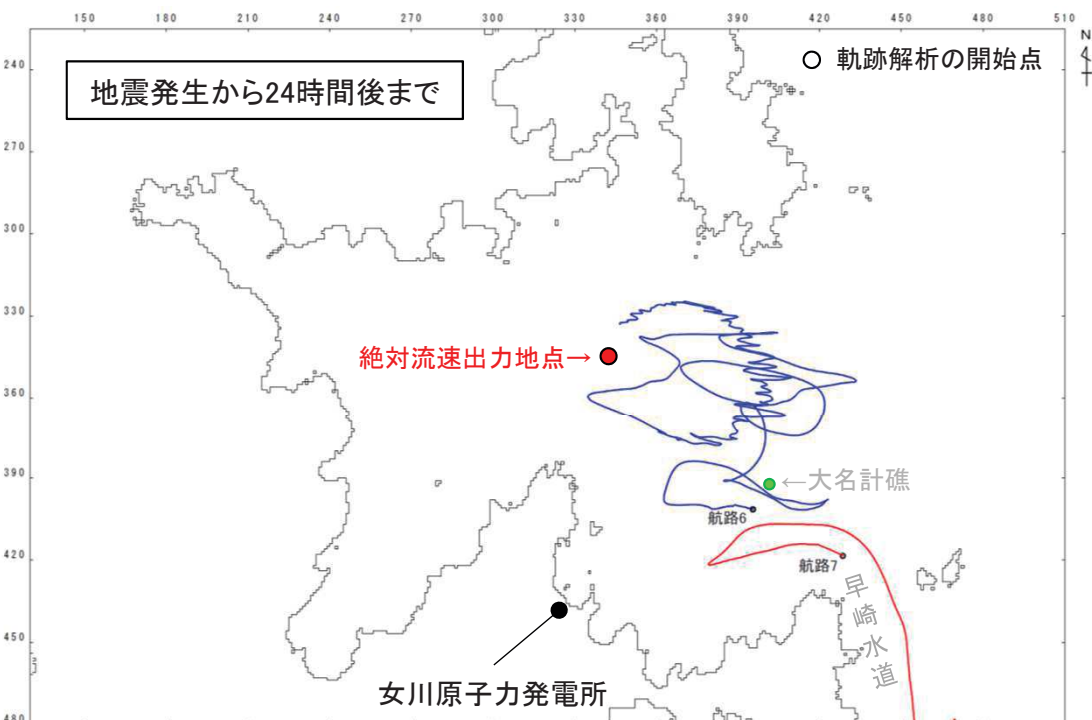 150 180 210 240 270 300 330 360 390 420 450 480 510
N
240
270
300
330
360
390
420
450
480
地震発生から24時間後まで
○ 軌跡解析の開始点
絶対流速出力地点→
←大名計礁
航路6
航路7
早崎水道
女川原子力発電所